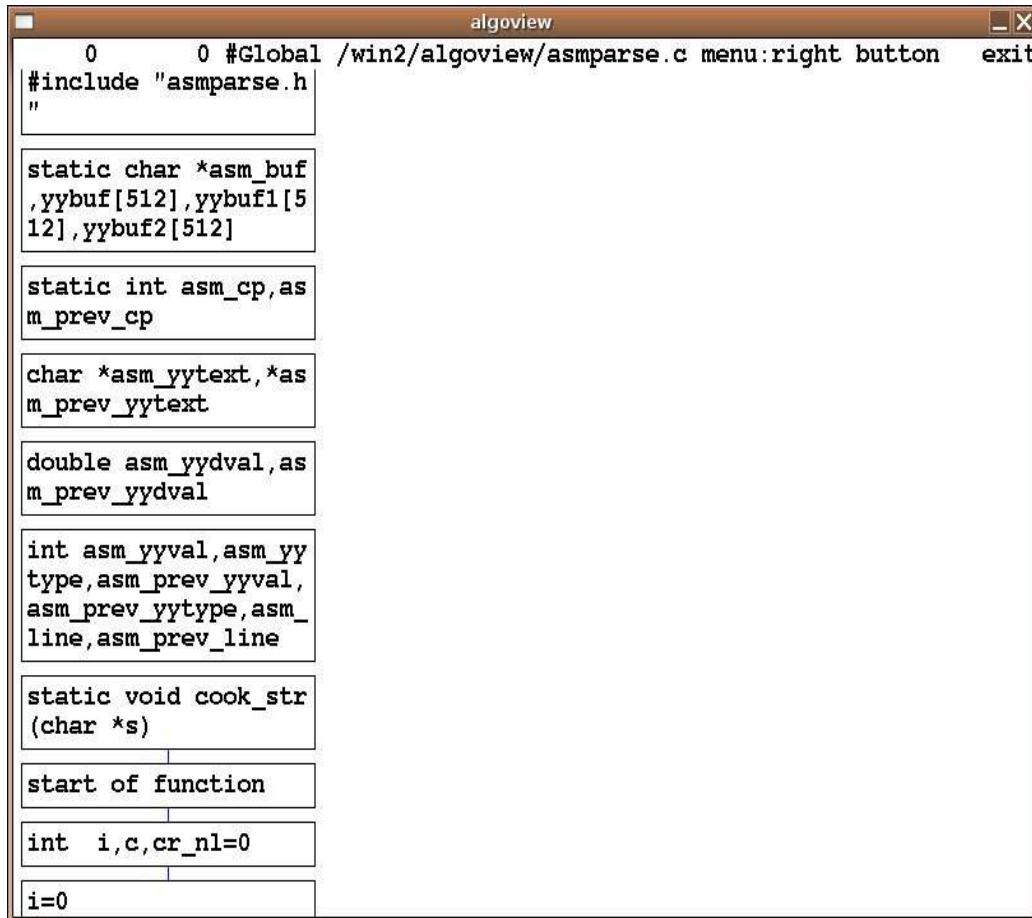 algoview
0 0 #Global /win2/algoview/asmparse.c menu:right button exit
#include "asmparse.h
"
static char *asm_buf
,yybuf[512],yybuf1[5
12],yybuf2[512]
static int asm_cp,as
m_prev_cp
char *asm_yytext,*as
m_prev_yytext
double asm_yydval,as
m_prev_yydval
int asm_yyval,asm_yy
type,asm_prev_yyval,
asm_prev_yytype,asm_
line,asm_prev_line
static void cook_str
(char *s)
start of function
int  i,c,cr_nl=0
i=0